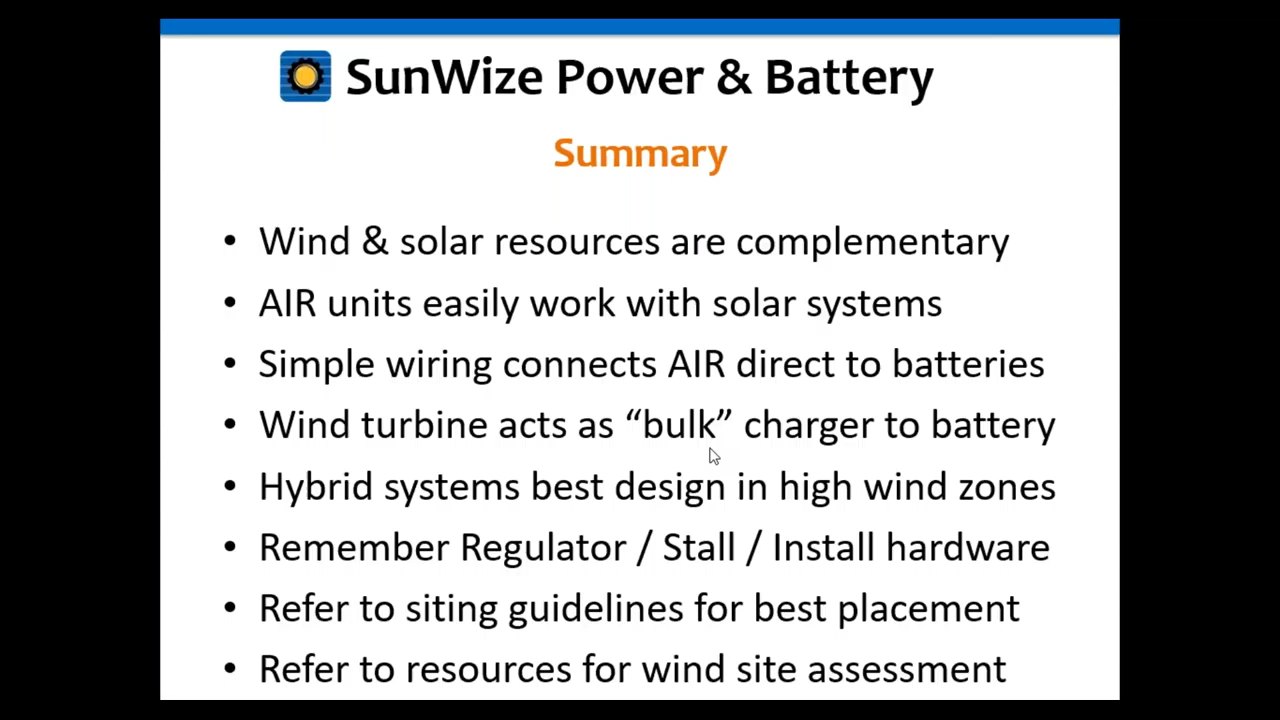 SunWize Power & Battery
Summary
• Wind & solar resources are complementary
• AIR units easily work with solar systems
• Simple wiring connects AIR direct to batteries
• Wind turbine acts as “bulk” charger to battery
• Hybrid systems best design in high wind zones
• Remember Regulator / Stall / Install hardware
• Refer to siting guidelines for best placement
• Refer to resources for wind site assessment